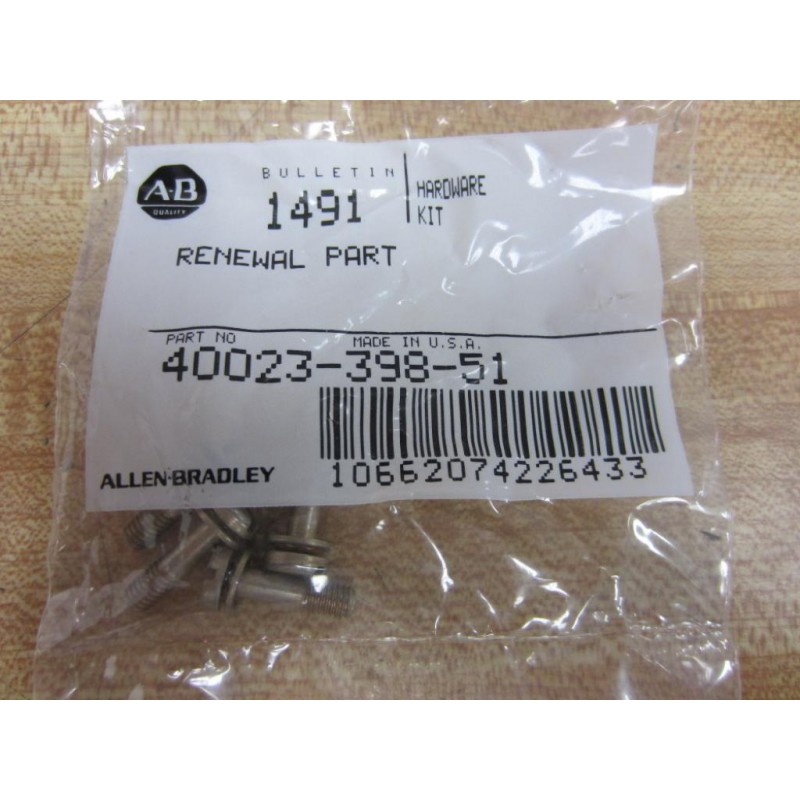 A-B
QUALITY
BULLETIN
1491
HARDWARE
KIT
RENEWAL PART
PART NO
MADE IN U.S.A.
40023-398-51
10662074226433
ALLEN-BRADLEY